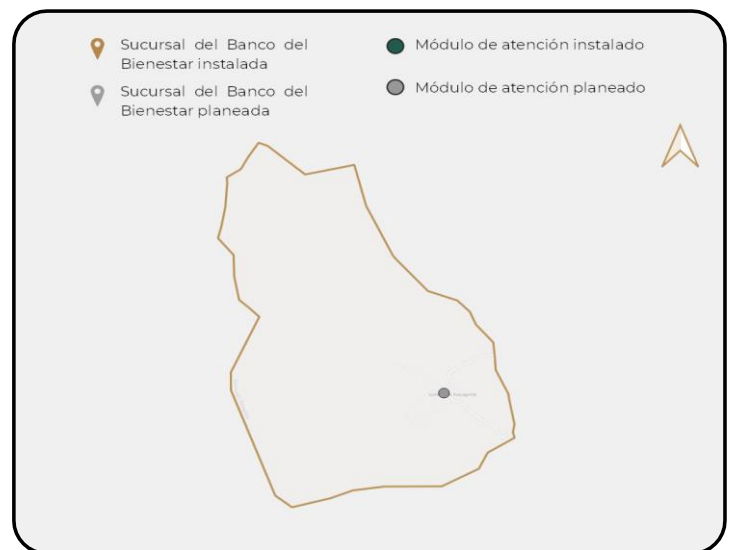 Sucursal del Banco del
Bienestar instalada
Sucursal del Banco del
Bienestar planeada
Módulo de atención instalado
Módulo de atención planeado